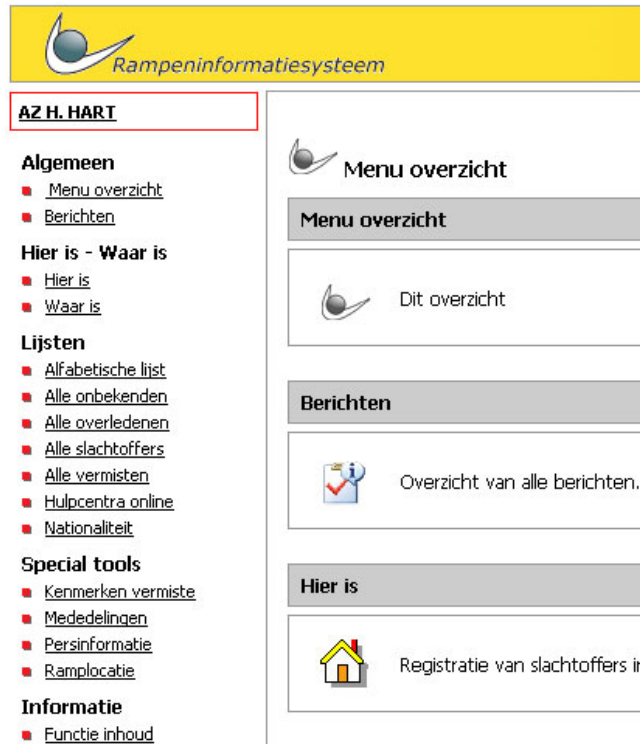 Rampeninformatiesysteem
AZ H. HART
Algemeen
Menu overzicht
Berichten
Hier is - Waar is
Hier is
Waar is
Lijsten
Alfabetische lijst
Alle onbekenden
Alle overledenen
Alle slachtoffers
Alle vermisten
Hulpcentra online
Nationaliteit
Special tools
Kenmerken vermiste
Mededelingen
Persinformatie
Ramplocatie
Informatie
Functie inhoud
Menu overzicht
Menu overzicht
Dit overzicht
Berichten
Overzicht van alle berichten.
Hier is
Registratie van slachtoffers